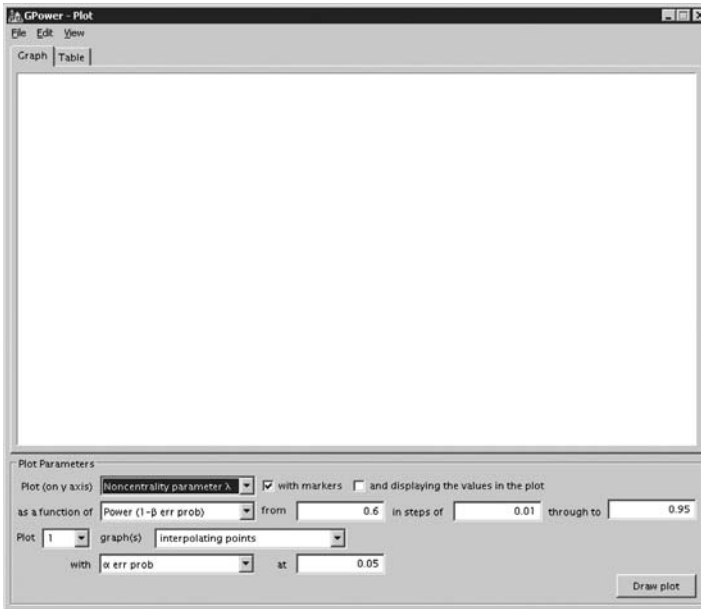 GPower - Plot
File Edit View
Graph Table
Plot Parameters
Plot (on y axis) Noncentrality parameter λ with markers and displaying the values in the plot
as a function of Power (1-β err prob) from 0.6 in steps of 0.01 through to 0.95
Plot 1 graph(s) interpolating points
with α err prob at 0.05
Draw plot